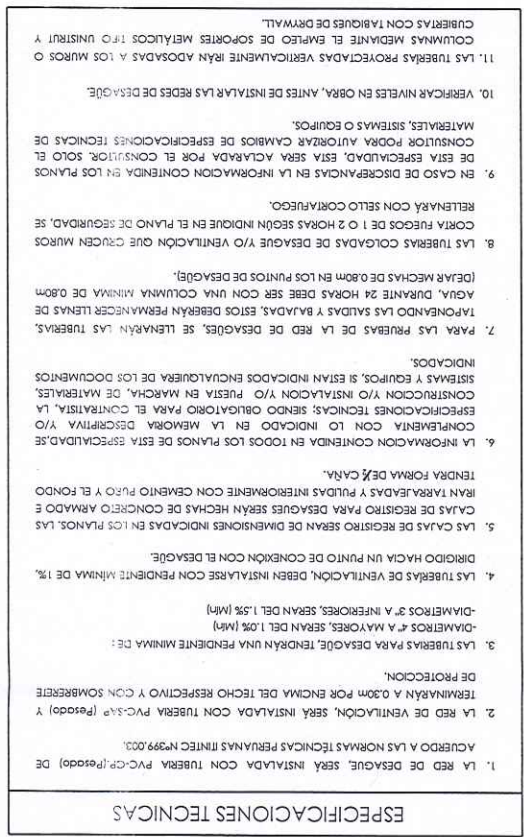 ESPECIFICACIONES TECNICAS
1. LA RED DE DESAGUE, SERÁ INSTALADA CON TUBERIA PVC-CP.(Pesado) DE
ACUERDO A LAS NORMAS TÉCNICAS PERUANAS ITINTEC Nº399.003.
2. LA RED DE VENTILACIÓN, SERÁ INSTALADA CON TUBERIA PVC-SAP (Pesado) Y
TERMINARÁN A 0.30m POR ENCIMA DEL TECHO RESPECTIVO Y CON SOMBRERETE
DE PROTECCION.
3. LAS TUBERÍAS PARA DESAGÜE, TENDRÁN UNA PENDIENTE MINIMA DE :
-DIAMETROS 4" A MAYORES, SERAN DEL 1.0% (Mín)
-DIAMETROS 3" A INFERIORES, SERAN DEL 1.5% (Mín)
4. LAS TUBERÍAS DE VENTILACIÓN, DEBEN INSTALARSE CON PENDIENTE MÍNIMA DE 1%,
DIRIGIDO HACIA UN PUNTO DE CONEXIÓN CON EL DESAGÜE.
5. LAS CAJAS DE REGISTRO SERAN DE DIMENSIONES INDICADAS EN LOS PLANOS. LAS
CAJAS DE REGISTRO PARA DESAGUES SERÁN HECHAS DE CONCRETO ARMADO E
IRAN TARRAJEADAS Y PULIDAS INTERIORMENTE CON CEMENTO PURO Y EL FONDO
TENDRA FORMA DE ½ CAÑA.
6. LA INFORMACION CONTENIDA EN TODOS LOS PLANOS DE ESTA ESPECIALIDAD,SE
COMPLEMENTA CON LO INDICADO EN LA MEMORIA DESCRIPTIVA Y/O
ESPECIFICACIONES TECNICAS; SIENDO OBLIGATORIO PARA EL CONTRATISTA, LA
CONSTRUCCION Y/O INSTALACION Y/O PUESTA EN MARCHA, DE MATERIALES,
SISTEMAS Y EQUIPOS, SI ESTAN INDICADOS ENCUALQUIERA DE LOS DOCUMENTOS
INDICADOS.
7. PARA LAS PRUEBAS DE LA RED DE DESAGÜES, SE LLENARÁN LAS TUBERIAS,
TAPONEANDO LAS SALIDAS Y BAJADAS, ESTOS DEBERÁN PERMANECER LLENAS DE
AGUA, DURANTE 24 HORAS DEBE SER CON UNA COLUMNA MINIMA DE 0.80m
(DEJAR MECHAS DE 0.80m EN LOS PUNTOS DE DESAGÜE).
8. LAS TUBERIAS COLGADAS DE DESAGUE Y/O VENTILACIÓN QUE CRUCEN MUROS
CORTA FUEGOS DE 1 O 2 HORAS SEGÚN INDIQUE EN EL PLANO DE SEGURIDAD, SE
RELLENARÁ CON SELLO CORTAFUEGO.
9. EN CASO DE DISCREPANCIAS EN LA INFORMACION CONTENIDA EN LOS PLANOS
DE ESTA ESPECIALIDAD, ESTA SERA ACLARADA POR EL CONSULTOR. SOLO EL
CONSULTOR PODRA AUTORIZAR CAMBIOS DE ESPECIFICACIONES TECNICAS DE
MATERIALES, SISTEMAS O EQUIPOS.
10. VERIFICAR NIVELES EN OBRA, ANTES DE INSTALAR LAS REDES DE DESAGÜE.
11. LAS TUBERÍAS PROYECTADAS VERTICALMENTE IRÁN ADOSADAS A LOS MUROS O
COLUMNAS MEDIANTE EL EMPLEO DE SOPORTES METÁLICOS TIPO UNISTRUT Y
CUBIERTAS CON TABIQUES DE DRYWALL.